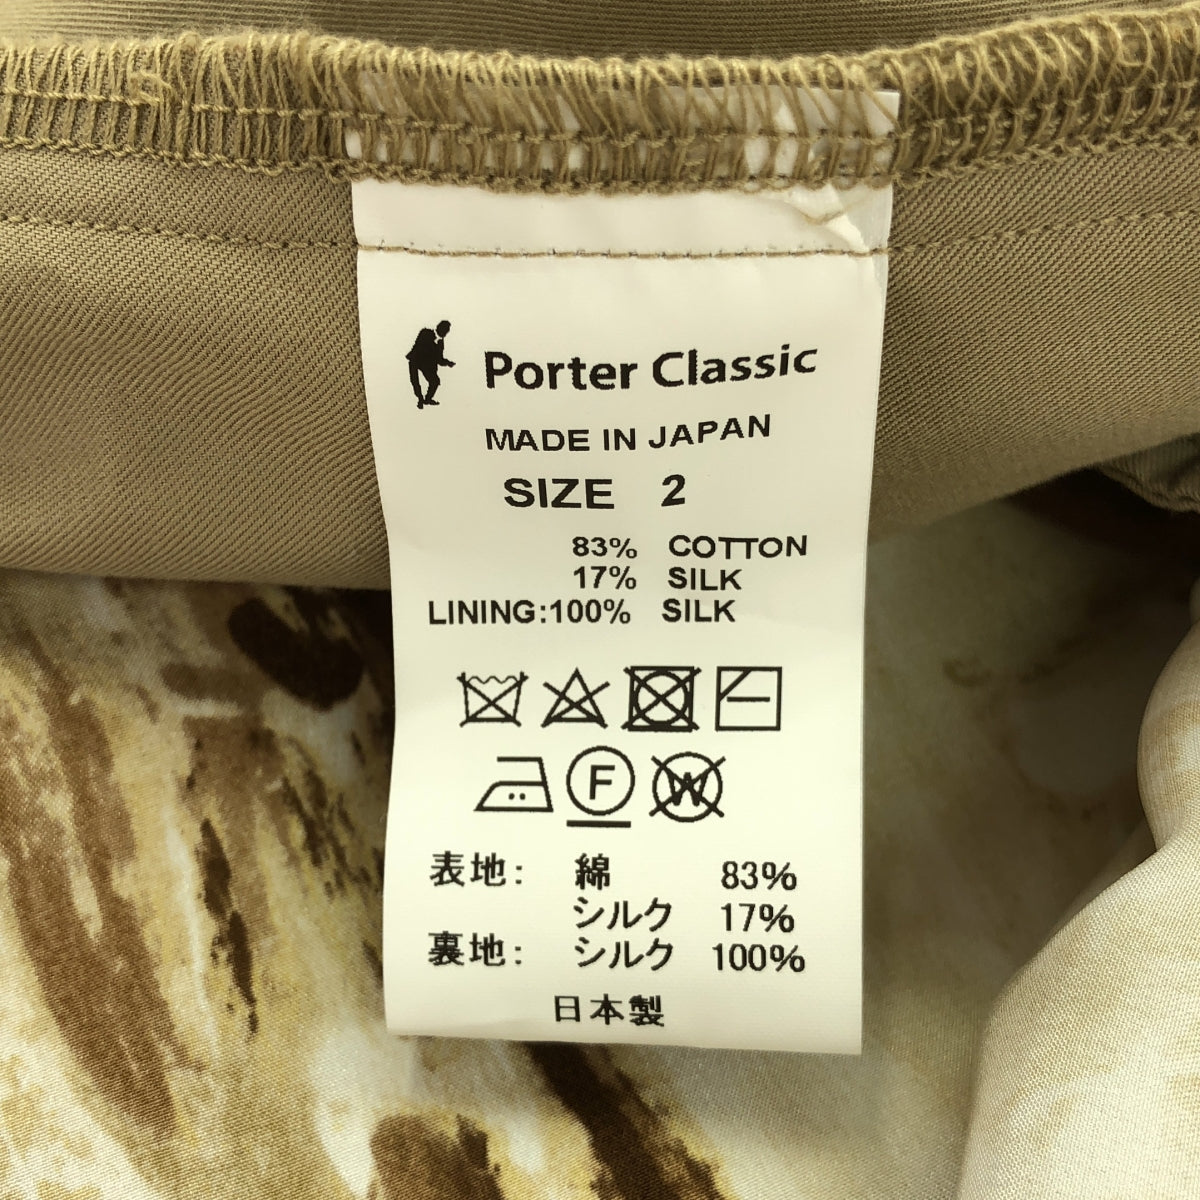 Porter Classic
MADE IN JAPAN
SIZE 2
83% COTTON
17% SILK
LINING:100% SILK
F W
表地: 綿 83%
シルク 17%
裏地: シルク 100%
日本製